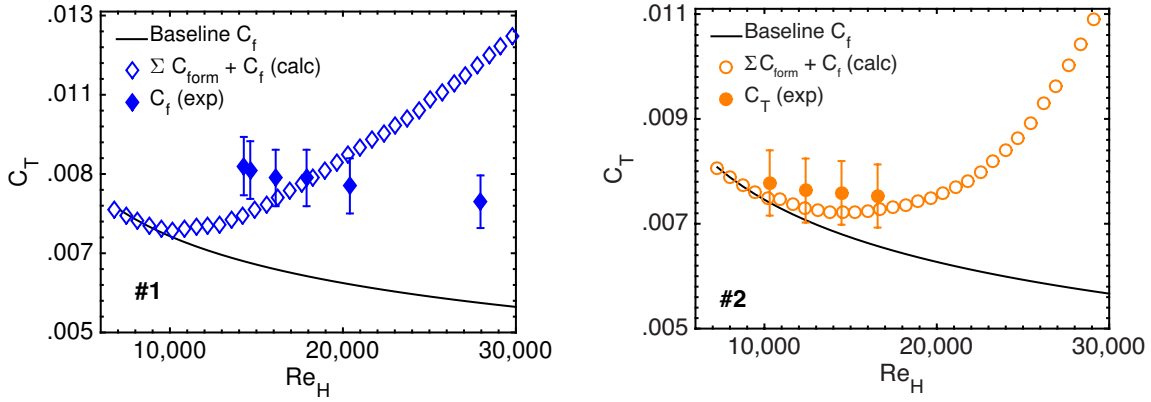 .013
.011
.008
.007
.005
C_T
Baseline C_f
Σ C_form + C_f (calc)
C_f (exp)
#1
10,000 20,000 30,000
Re_H
.011
.009
.007
.005
C_T
Baseline C_f
ΣC_form + C_f (calc)
C_T (exp)
#2
10,000 20,000 30,000
Re_H